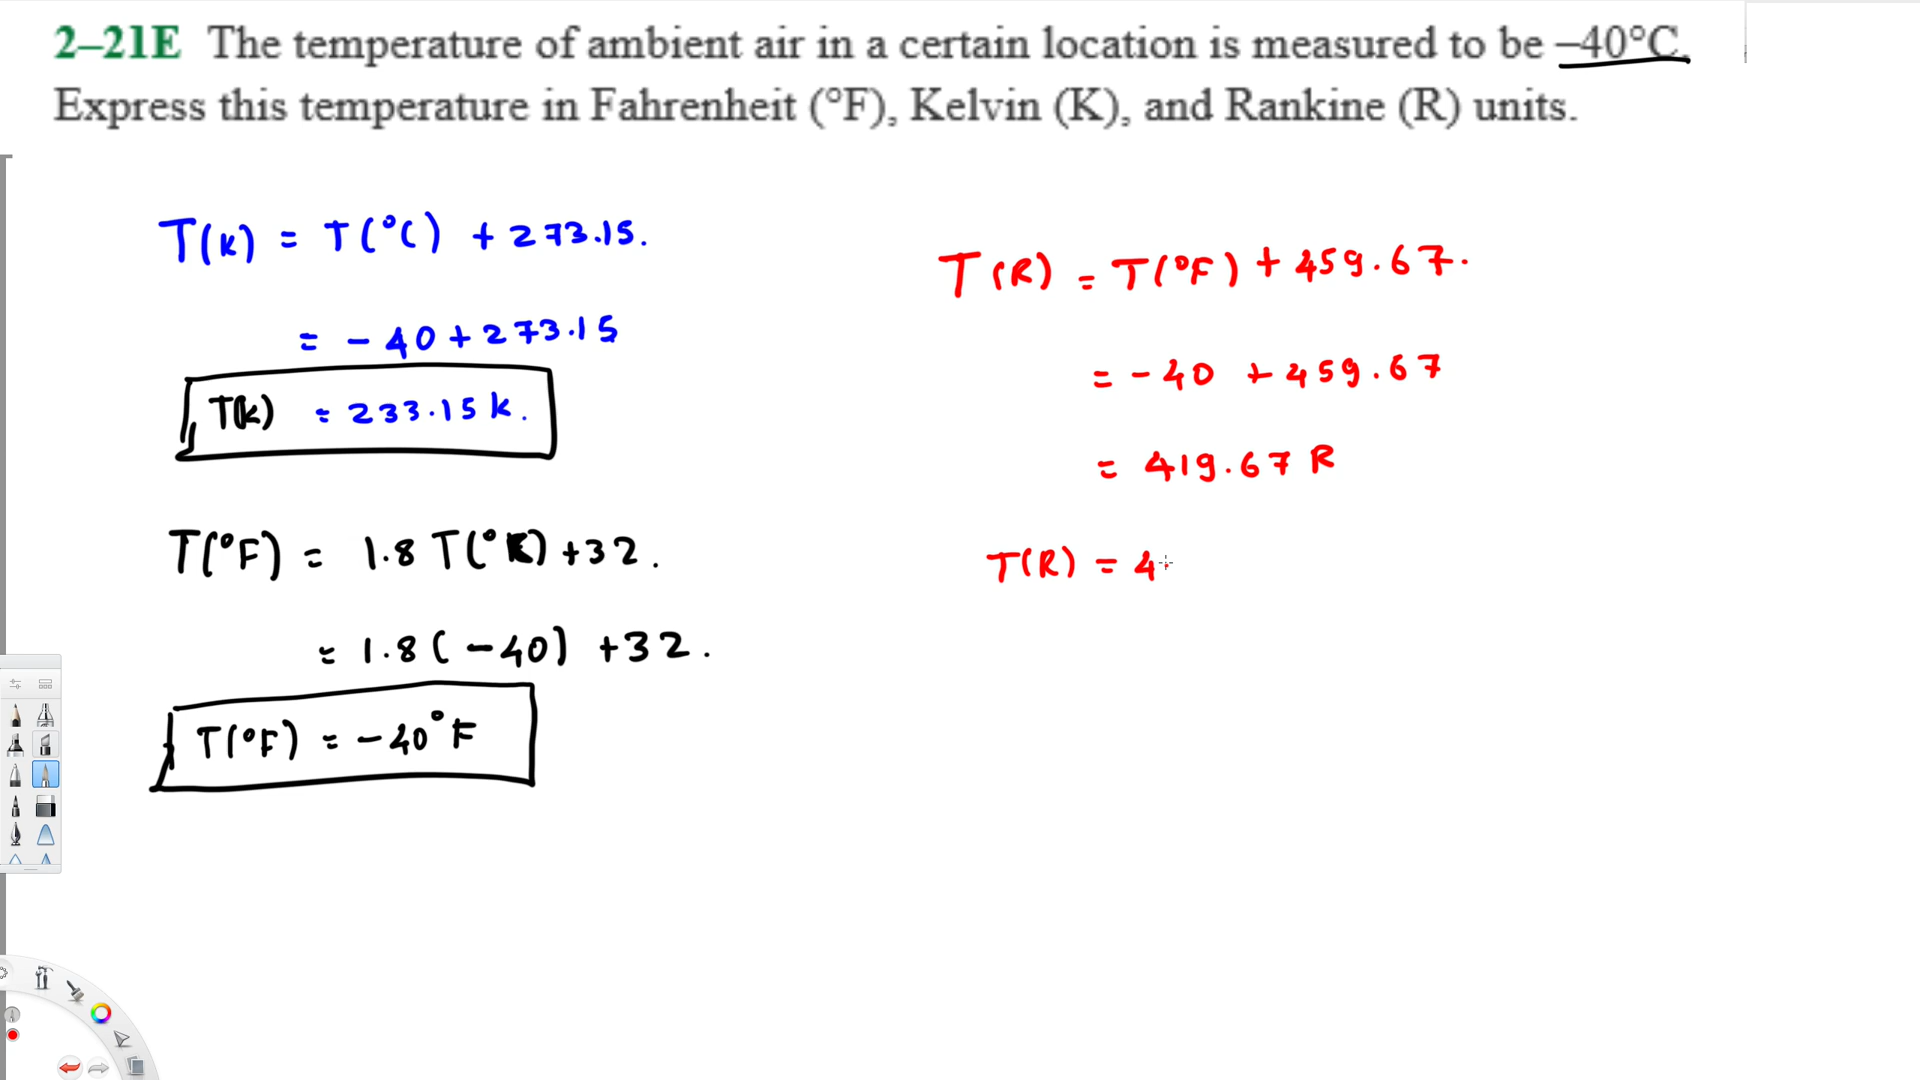 2–21E The temperature of ambient air in a certain location is measured to be –40°C.
Express this temperature in Fahrenheit (°F), Kelvin (K), and Rankine (R) units.
T(K) = T(°C) + 273.15.
= - 40 + 273.15
T(K) = 233.15 K.
T(°F) = 1.8 T(°C) + 32.
= 1.8 (-40) + 32.
T(°F) = -40°F
T(R) = T(°F) + 459.67.
= -40 + 459.67
= 419.67 R
T(R) = 4